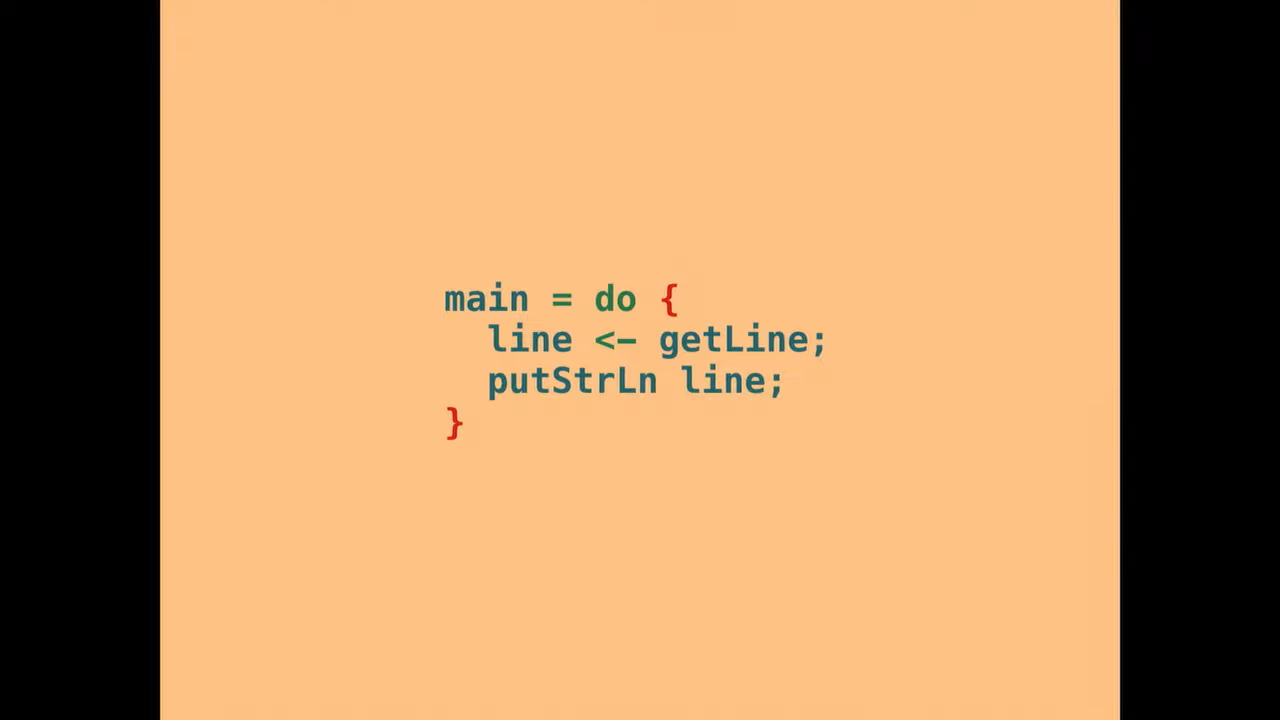 main = do {
  line <- getLine;
  putStrLn line;
}